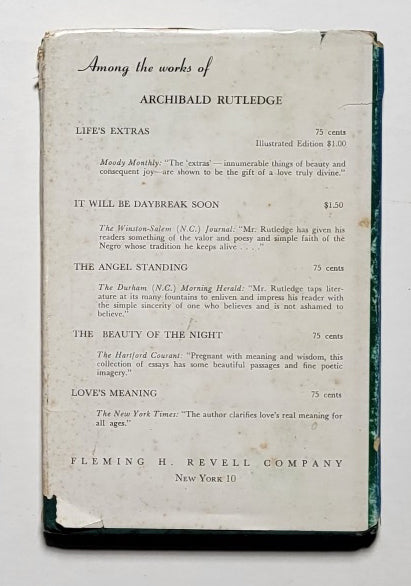 Among the works of
ARCHIBALD RUTLEDGE
LIFE'S EXTRAS 75 cents
Illustrated Edition $1.00
Moody Monthly: "The 'extras'—innumerable things of beauty and
consequent joy—are shown to be the gift of a love truly divine."
IT WILL BE DAYBREAK SOON $1.50
The Winston-Salem (N.C.) Journal: "Mr. Rutledge has given his
readers something of the valor and poesy and simple faith of the
Negro whose tradition he keeps alive . . . ."
THE ANGEL STANDING 75 cents
The Durham (N.C.) Morning Herald: "Mr. Rutledge taps liter-
ature at its many fountains to enliven and impress his reader with
the simple sincerity of one who believes and is not ashamed to
believe."
THE BEAUTY OF THE NIGHT 75 cents
The Hartford Courant: "Pregnant with meaning and wisdom, this
collection of essays has some beautiful passages and fine poetic
imagery."
LOVE'S MEANING 75 cents
The New York Times: "The author clarifies love's real meaning for
all ages."
FLEMING H. REVELL COMPANY
NEW YORK 10